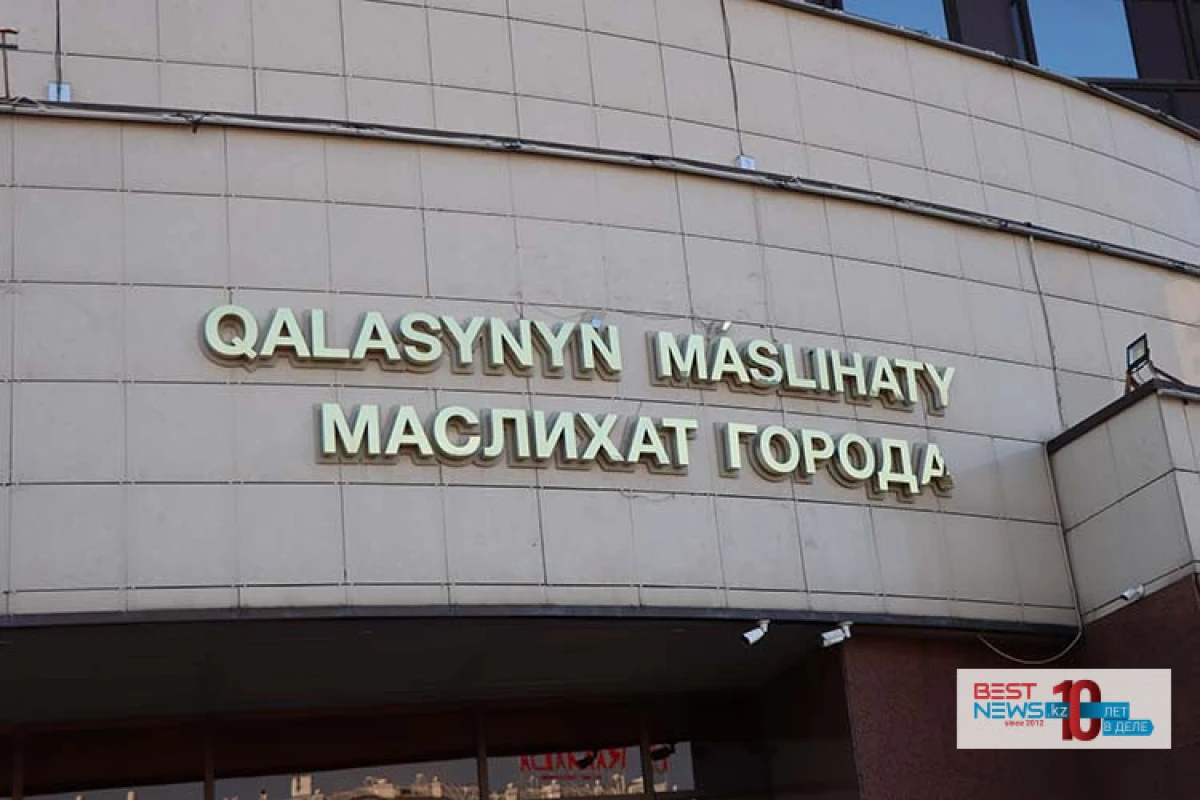 QALASYNYŃ MÁSLIHATY
МАСЛИХАТ ГОРОДА
BEST
NEWS.kz 10 ЛЕТ
since 2012 В ДЕЛЕ